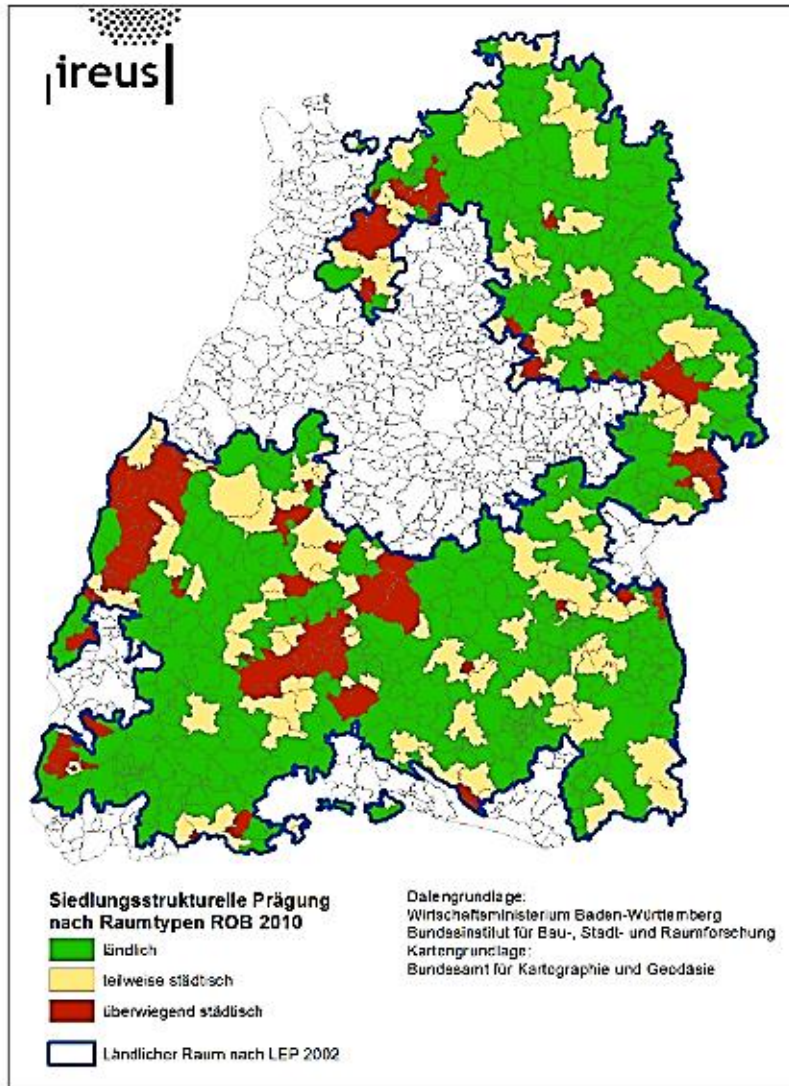 ireus
Siedlungsstrukturelle Prägung
nach Raumtypen ROB 2010
ländlich
teilweise städtisch
überwiegend städtisch
Ländlicher Raum nach LEP 2002
Datengrundlage:
Wirtschaftsministerium Baden-Württemberg
Bundesinstitut für Bau-, Stadt- und Raumforschung
Kartengrundlage:
Bundesamt für Kartographie und Geodäsie